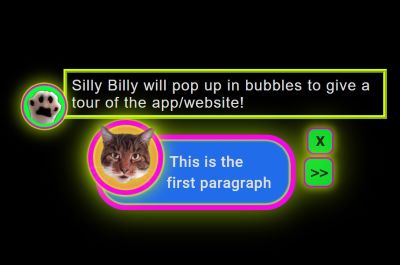 Silly Billy will pop up in bubbles to give a
tour of the app/website!
This is the
first paragraph
X
>>